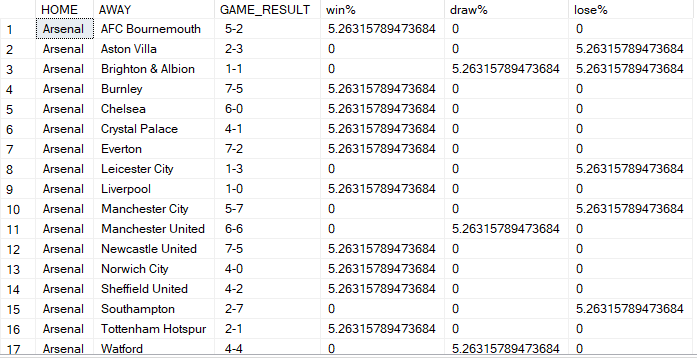 HOME AWAY GAME_RESULT win% draw% lose%
1 Arsenal AFC Bournemouth 5-2 5.26315789473684 0 0
2 Arsenal Aston Villa 2-3 0 0 5.26315789473684
3 Arsenal Brighton & Albion 1-1 0 5.26315789473684 5.26315789473684
4 Arsenal Burnley 7-5 5.26315789473684 0 0
5 Arsenal Chelsea 6-0 5.26315789473684 0 0
6 Arsenal Crystal Palace 4-1 5.26315789473684 0 0
7 Arsenal Everton 7-2 5.26315789473684 0 0
8 Arsenal Leicester City 1-3 0 0 5.26315789473684
9 Arsenal Liverpool 1-0 5.26315789473684 0 0
10 Arsenal Manchester City 5-7 0 0 5.26315789473684
11 Arsenal Manchester United 6-6 0 5.26315789473684 0
12 Arsenal Newcastle United 7-5 5.26315789473684 0 0
13 Arsenal Norwich City 4-0 5.26315789473684 0 0
14 Arsenal Sheffield United 4-2 5.26315789473684 0 0
15 Arsenal Southampton 2-7 0 0 5.26315789473684
16 Arsenal Tottenham Hotspur 2-1 5.26315789473684 0 0
17 Arsenal Watford 4-4 0 5.26315789473684 0